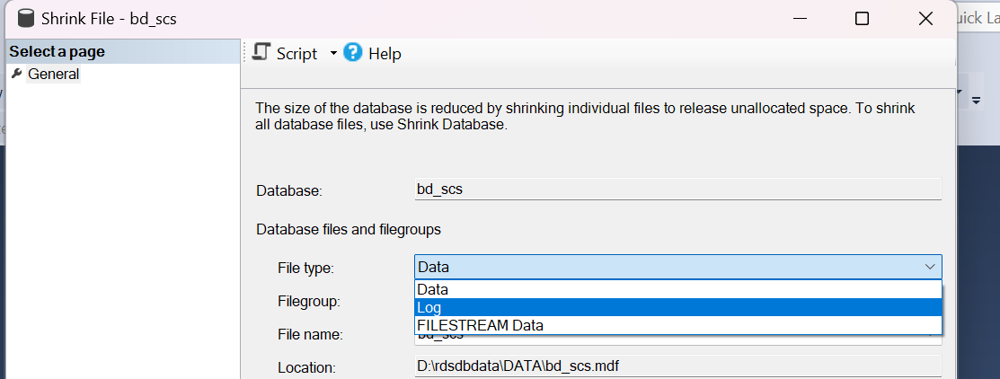 Shrink File - bd_scs
Select a page
General
Script
Help
The size of the database is reduced by shrinking individual files to release unallocated space. To shrink
all database files, use Shrink Database.
Database:
bd_scs
Database files and filegroups
File type:
Data
Data
Filegroup:
Log
FILESTREAM Data
File name:
bd_scs
Location:
D:\rdsdbdata\DATA\bd_scs.mdf